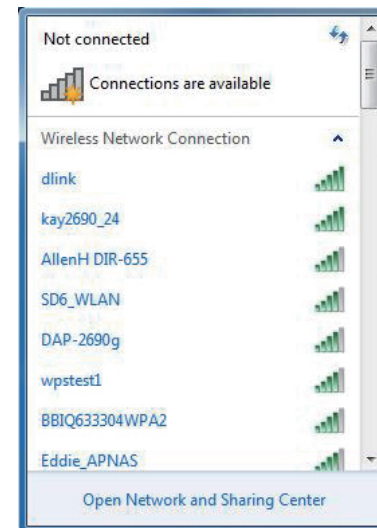 Not connected
Connections are available
Wireless Network Connection
dlink
kay2690_24
AllenH DIR-655
SD6_WLAN
DAP-2690g
wpstest1
BBIQ633304WPA2
Eddie_APNAS
Open Network and Sharing Center